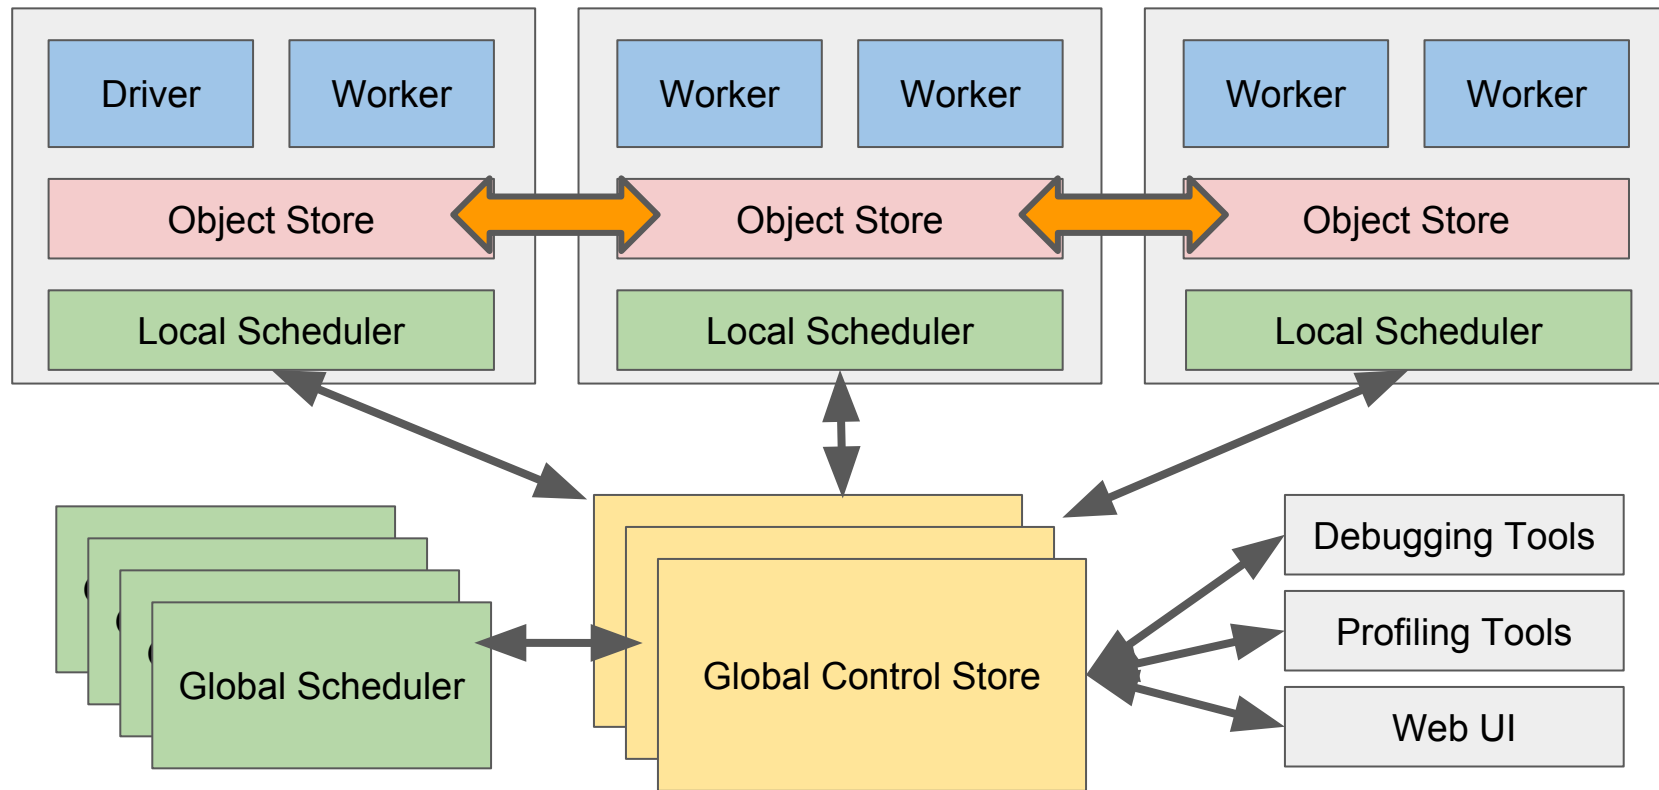 Driver
Worker
Worker
Worker
Worker
Worker
Object Store
Object Store
Object Store
Local Scheduler
Local Scheduler
Local Scheduler
Global Scheduler
Global Control Store
Debugging Tools
Profiling Tools
Web UI